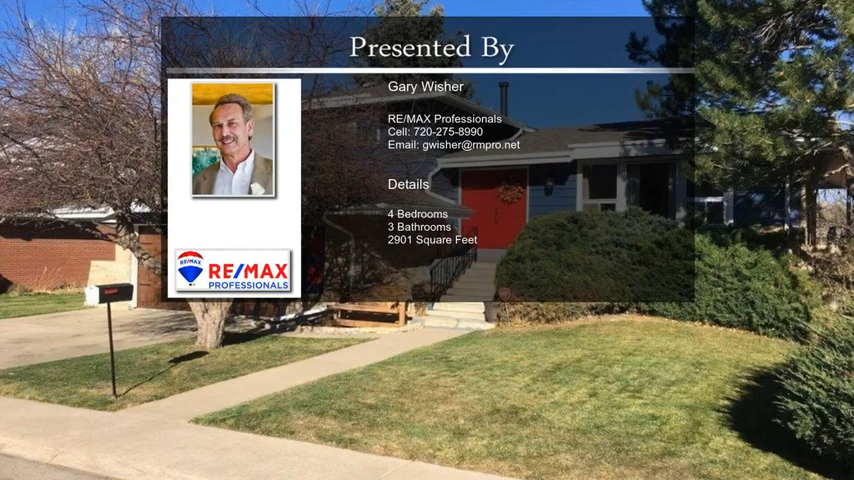 Presented By
Gary Wisher
RE/MAX Professionals
Cell: 720-275-8990
Email: gwisher@rmpro.net
Details
4 Bedrooms
3 Bathrooms
2901 Square Feet
RE/MAX
RE/MAX
PROFESSIONALS